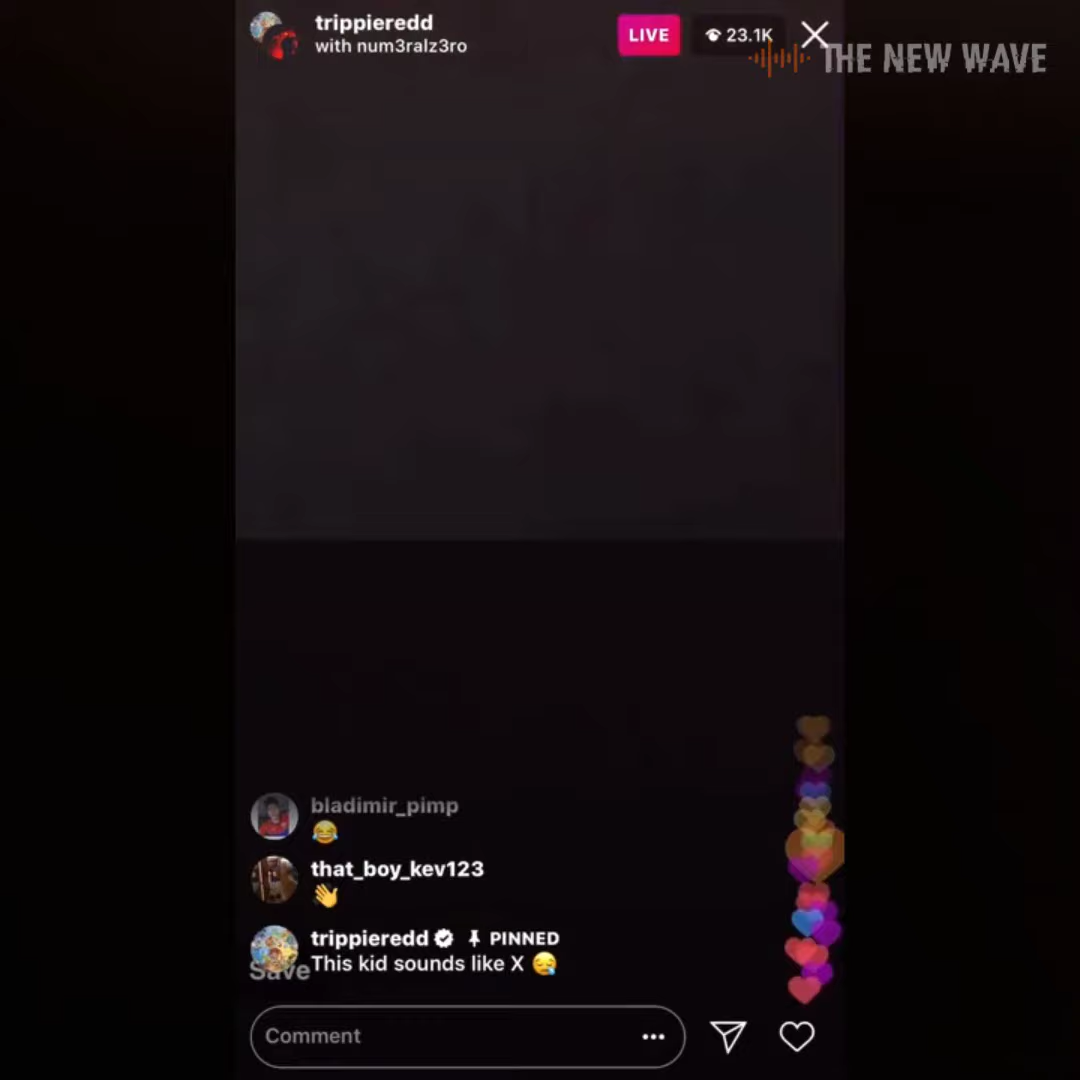 trippieredd
with num3ralz3ro
LIVE
23.1K
THE NEW WAVE
bladimir_pimp
😂
that_boy_kev123
👋
trippieredd PINNED
This kid sounds like X 😪
Save
Comment